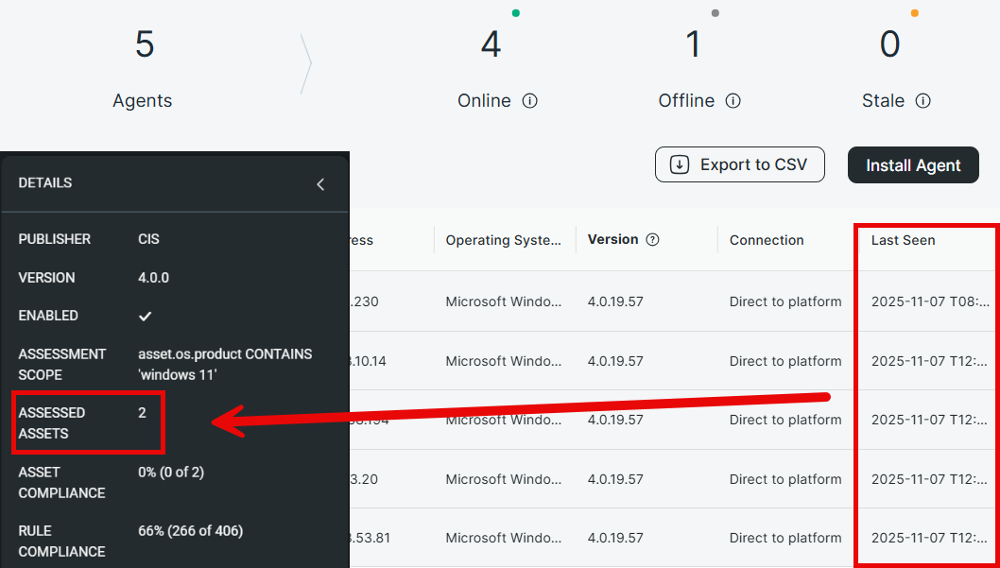 5
Agents
4
Online
1
Offline
0
Stale
Export to CSV
Install Agent
DETAILS
PUBLISHER CIS
VERSION 4.0.0
ENABLED
ASSESSMENT SCOPE asset.os.product CONTAINS
'windows 11'
ASSESSED ASSETS 2
ASSET COMPLIANCE 0% (0 of 2)
RULE COMPLIANCE 66% (266 of 406)
ress Operating Syste... Version Connection Last Seen
.230 Microsoft Windo... 4.0.19.57 Direct to platform 2025-11-07 T08:...
3.10.14 Microsoft Windo... 4.0.19.57 Direct to platform 2025-11-07 T12:...
Microsoft Windo... 4.0.19.57 Direct to platform 2025-11-07 T12:...
3.20 Microsoft Windo... 4.0.19.57 Direct to platform 2025-11-07 T12:...
3.53.81 Microsoft Windo... 4.0.19.57 Direct to platform 2025-11-07 T12:...